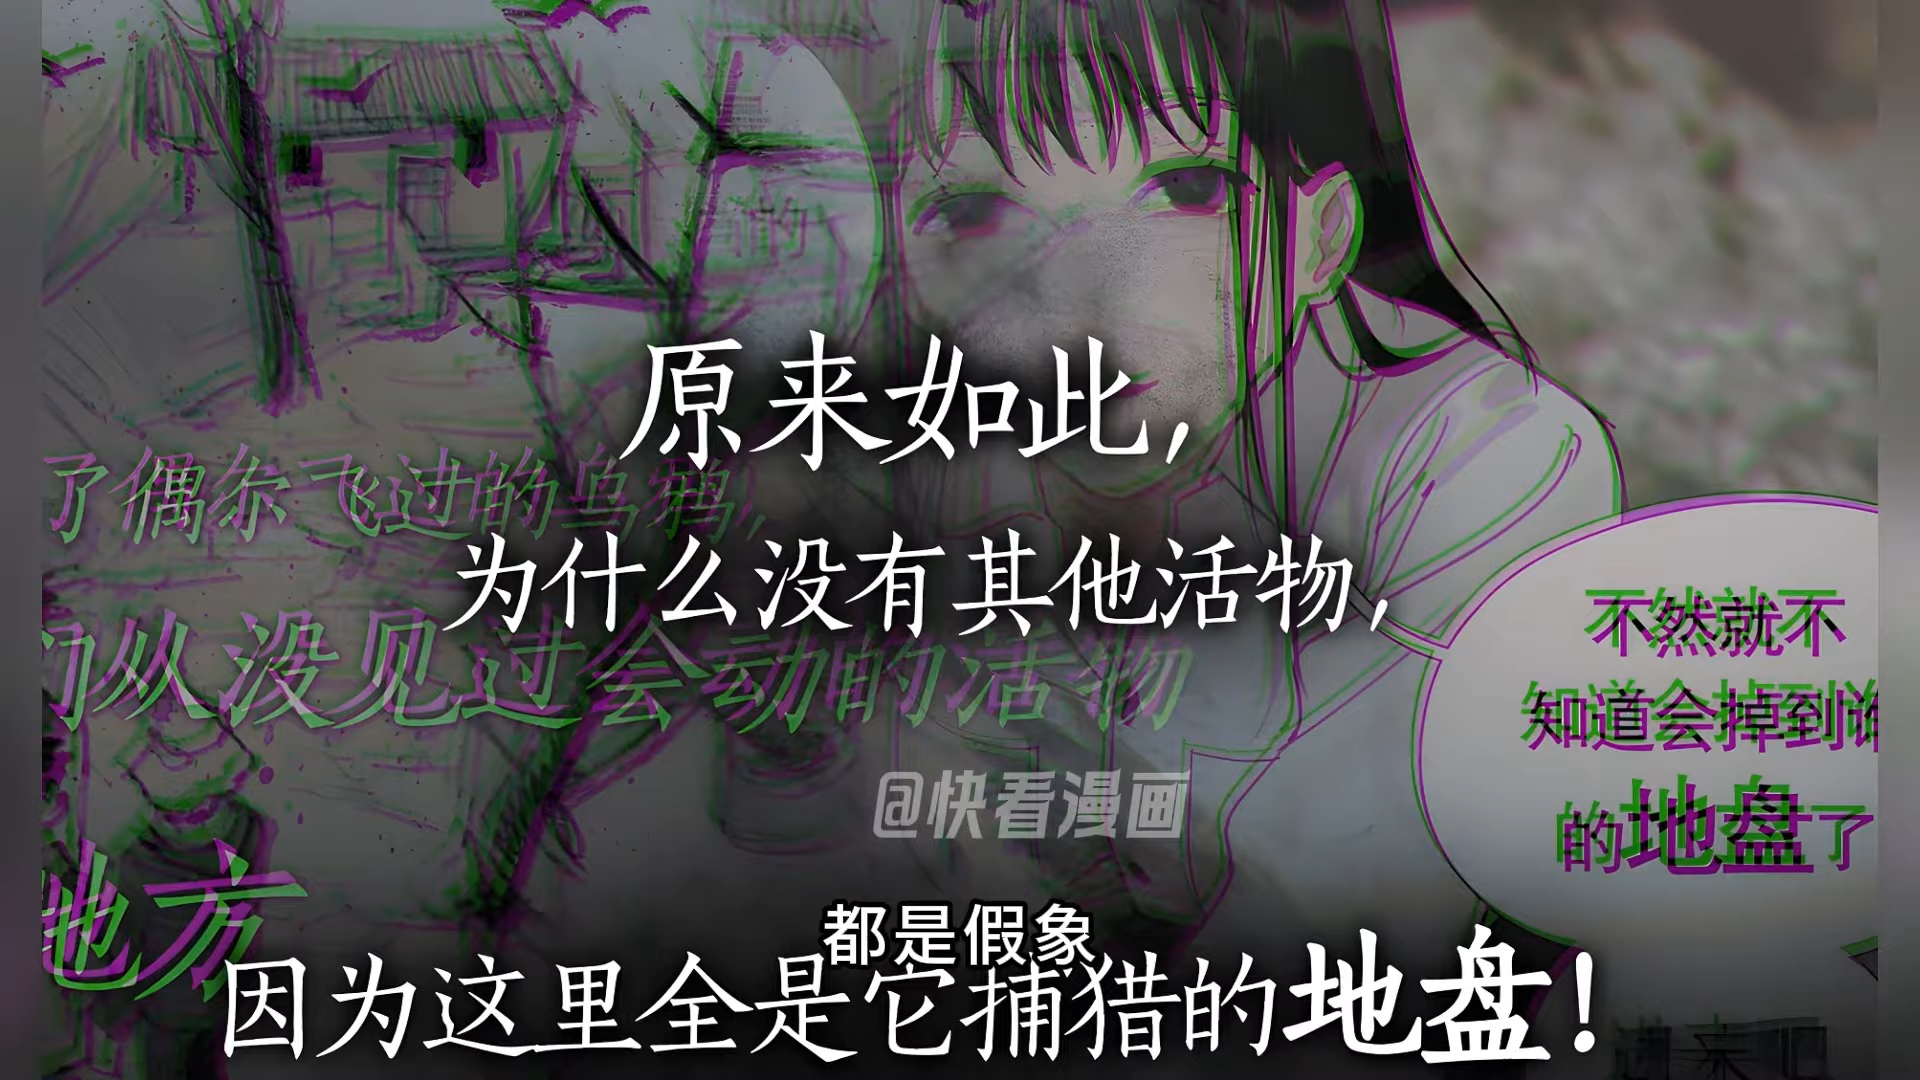 原来如此,
了偶尔飞过的乌鸦,
为什么没有其他活物,
不然就不
们从没见过会动的活物
知道会掉到谁
@快看漫画
的地盘了
地方
都是假象
因为这里全是它捕猎的地盘!